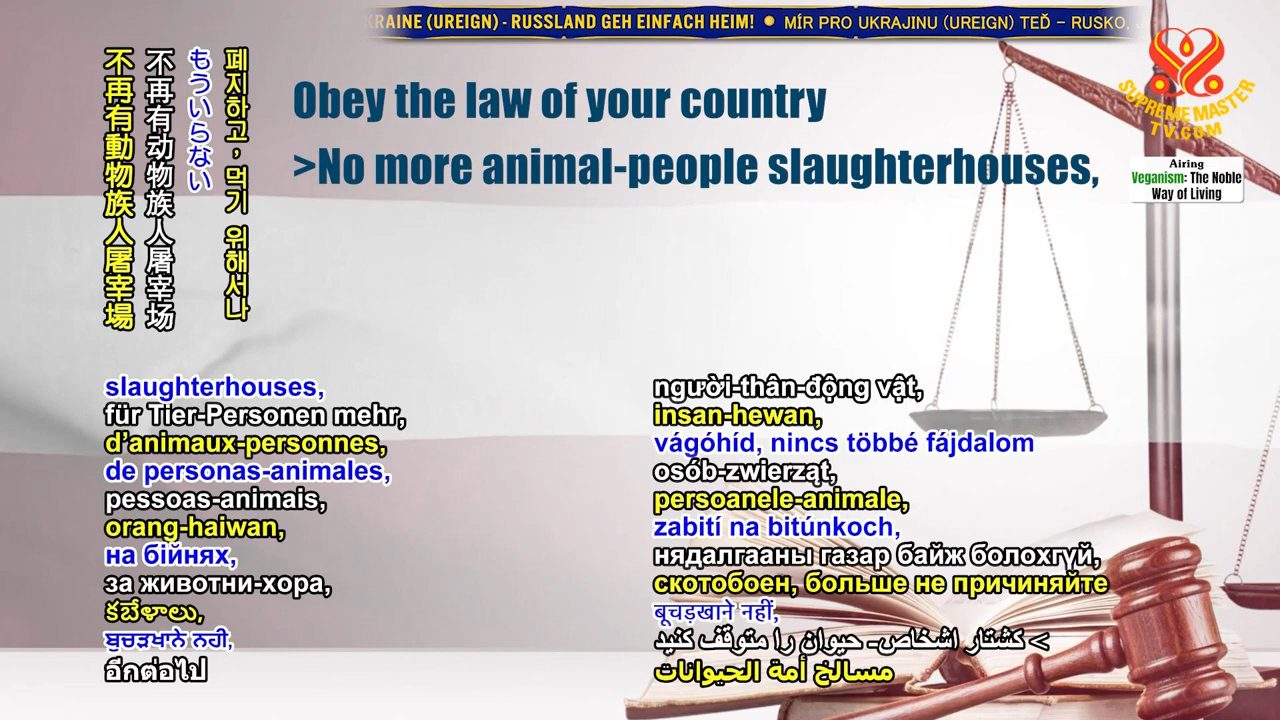 RAINE (UREIGN) - RUSSLAND GEH EINFACH HEIM! • MÍR PRO UKRAJINU (UREIGN) TEĎ – RUSKO,
SUPREME MASTER
TV.COM
Airing
Veganism: The Noble
Way of Living
Obey the law of your country
>No more animal-people slaughterhouses,
不再有動物族人屠宰場
不再有动物族人屠宰场
もういらない
폐지하고, 먹기 위해서나
slaughterhouses,
für Tier-Personen mehr,
d’animaux-personnes,
de personas-animales,
pessoas-animais,
orang-haiwan,
на бійнях,
за животни-хора,
కబేళాలు,
ਬੁਚੜਖਾਨੇ ਨਹੀ,
อีกต่อไป
người-thân-động vật,
insan-hewan,
vágóhíd, nincs többé fájdalom
osób-zwierząt,
persoanele-animale,
zabití na bitúnkoch,
нядалгааны газар байж болохгүй,
скотобоен, больше не причиняйте
बूचड़खाने नहीं,
> کشتار اشخاص- حیوان را متوقف کنید
مسالخ أمة الحيوانات